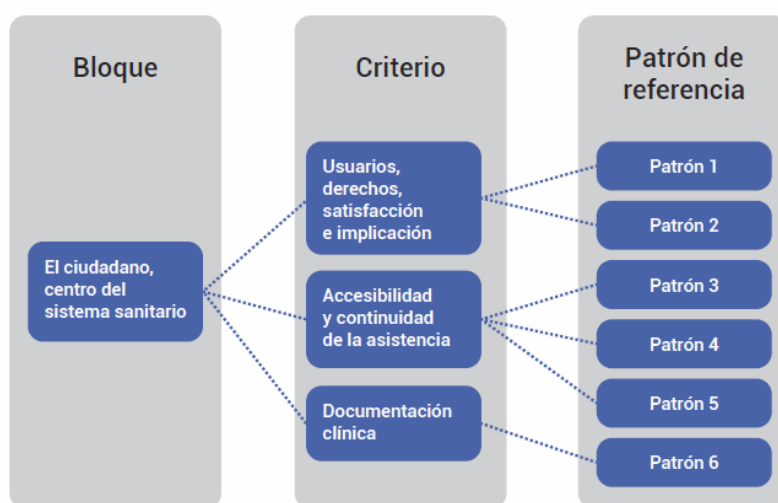 Bloque
El ciudadano,
centro del
sistema sanitario
Criterio
Usuarios,
derechos,
satisfacción
e implicación
Accesibilidad
y continuidad
de la asistencia
Documentación
clínica
Patrón de
referencia
Patrón 1
Patrón 2
Patrón 3
Patrón 4
Patrón 5
Patrón 6